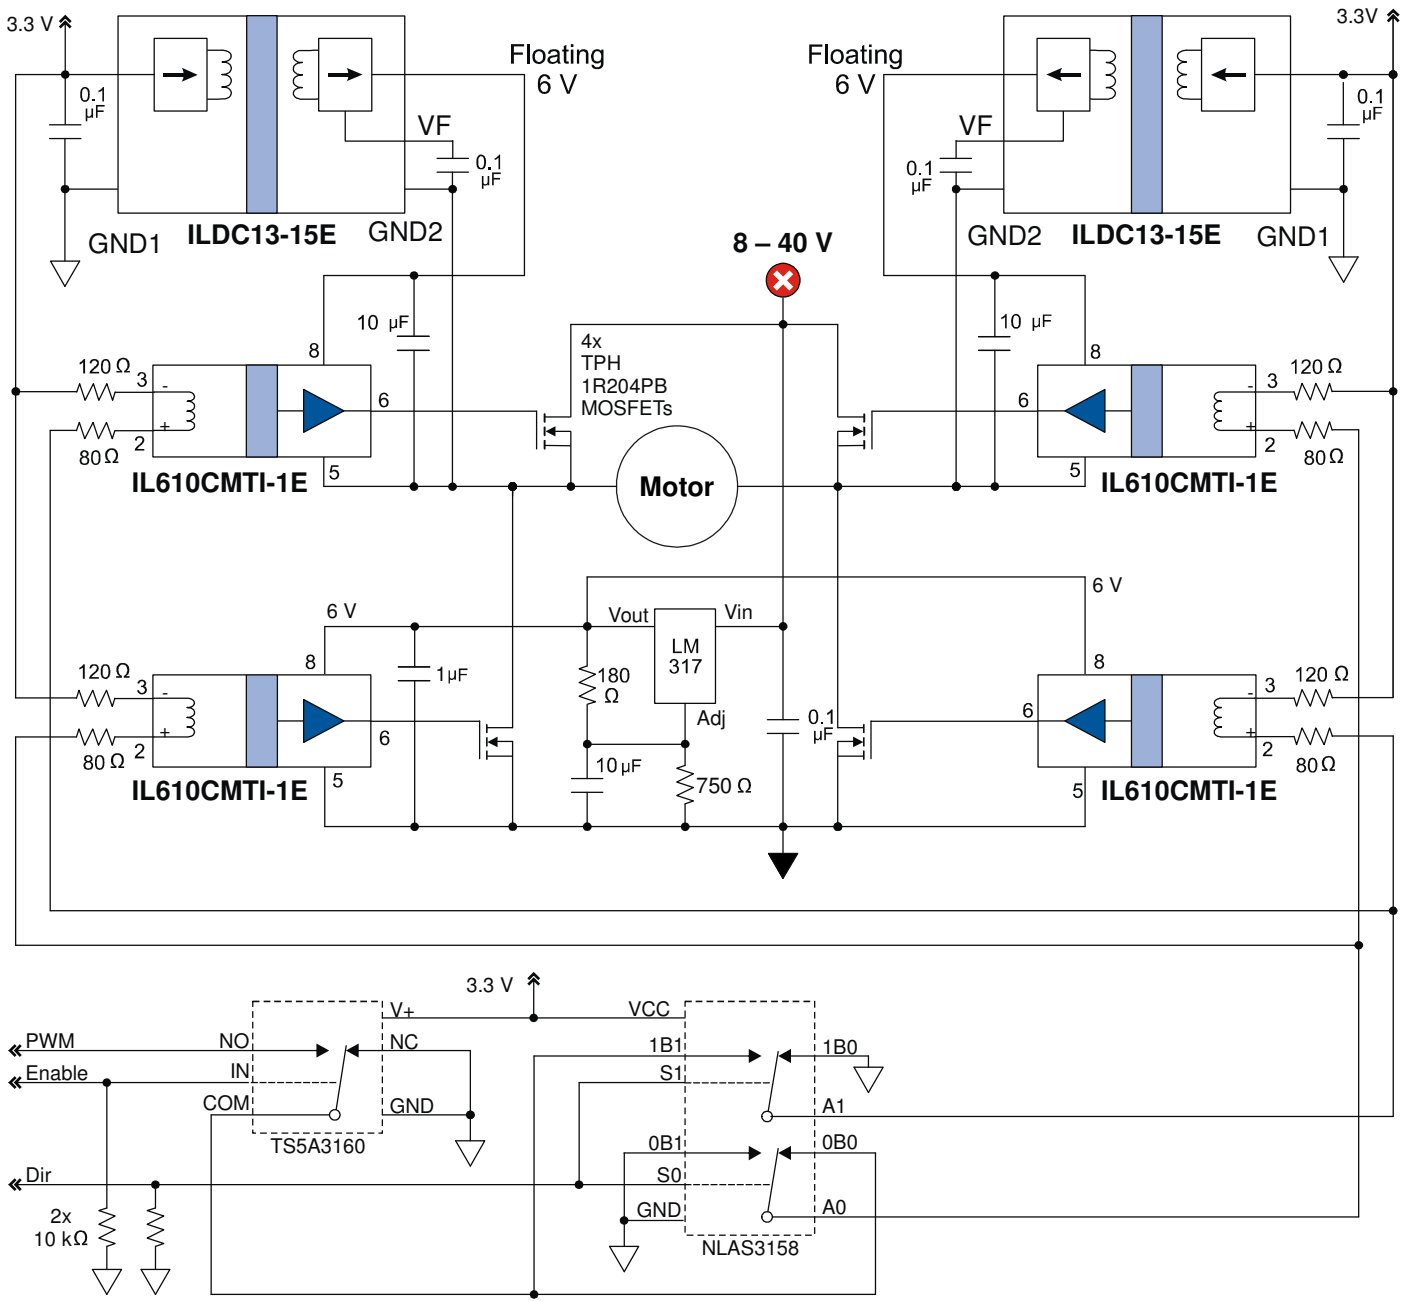 3.3 V
3.3V
Floating
6 V
Floating
6 V
0.1
µF
0.1
µF
VF
VF
0.1
µF
0.1
µF
GND1
ILDC13-15E
GND2
GND2
ILDC13-15E
GND1
8 – 40 V
10 µF
10 µF
4x
TPH
1R204PB
MOSFETs
120 Ω
3
-
8
6
2
+
80Ω
5
IL610CMTI-1E
Motor
8
6
-
3
120 Ω
+
2
80Ω
5
IL610CMTI-1E
6 V
Vout
Vin
LM
317
Adj
6 V
120 Ω
3
-
8
1µF
180
Ω
6
2
+
80Ω
5
IL610CMTI-1E
10 µF
750 Ω
0.1
µF
8
6
-
3
120 Ω
+
2
80Ω
5
IL610CMTI-1E
3.3 V
V+
VCC
PWM
NO
NC
1B1
1B0
Enable
IN
S1
COM
GND
A1
TS5A3160
0B1
0B0
Dir
S0
GND
A0
2x
10 kΩ
NLAS3158